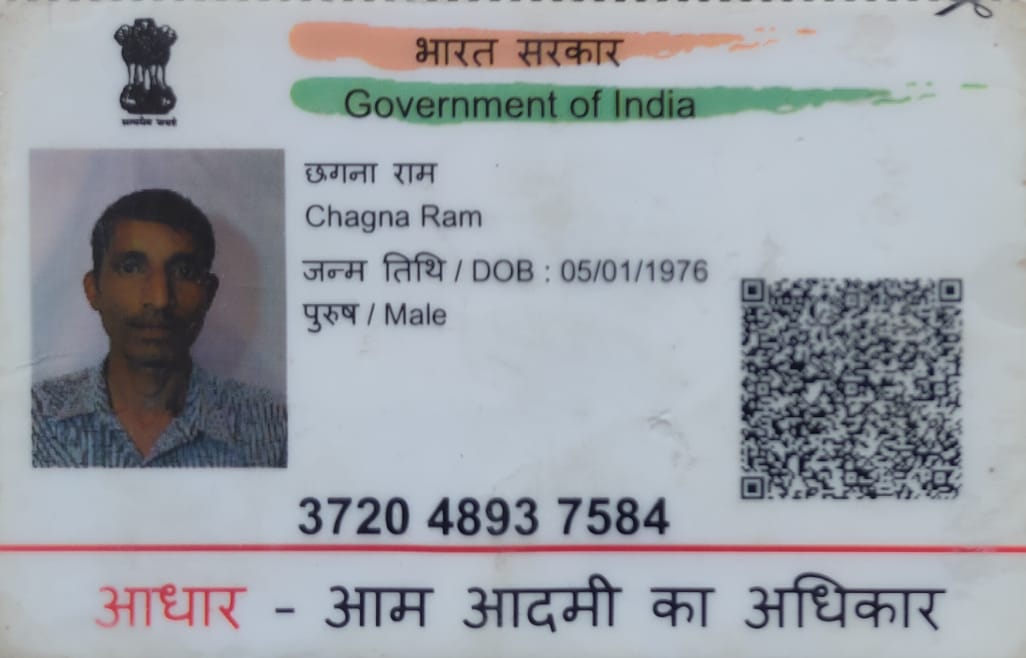 भारत सरकार
Government of India
सत्यमेव जयते
छगना राम
Chagna Ram
जन्म तिथि / DOB : 05/01/1976
पुरुष / Male
3720 4893 7584
आधार - आम आदमी का अधिकार